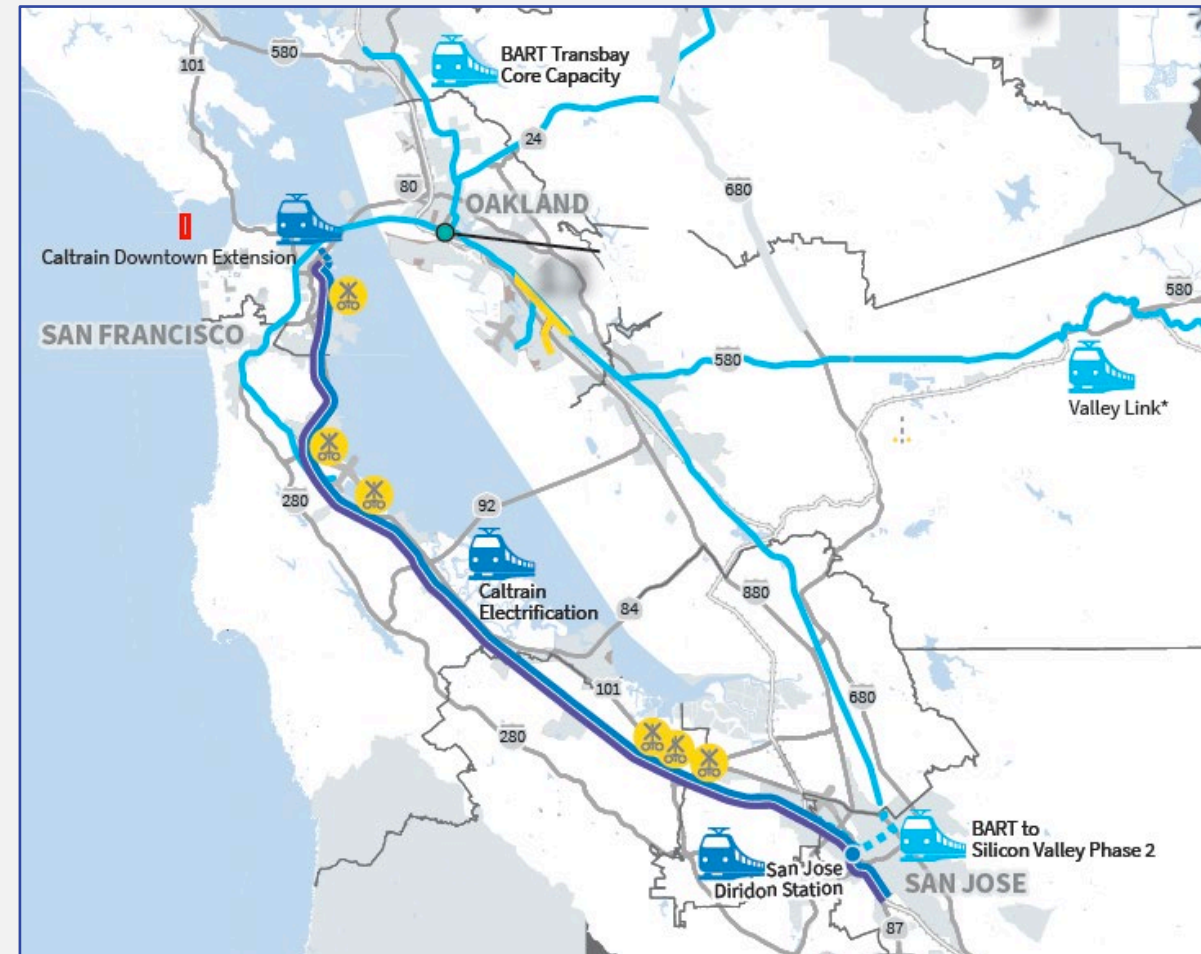 580
101
BART Transbay
Core Capacity
24
80
680
OAKLAND
Caltrain Downtown Extension
580
SAN FRANCISCO
580
Valley Link*
280
92
Caltrain
Electrification
84
880
101
680
280
BART to
Silicon Valley Phase 2
San Jose
Diridon Station
SAN JOSE
87